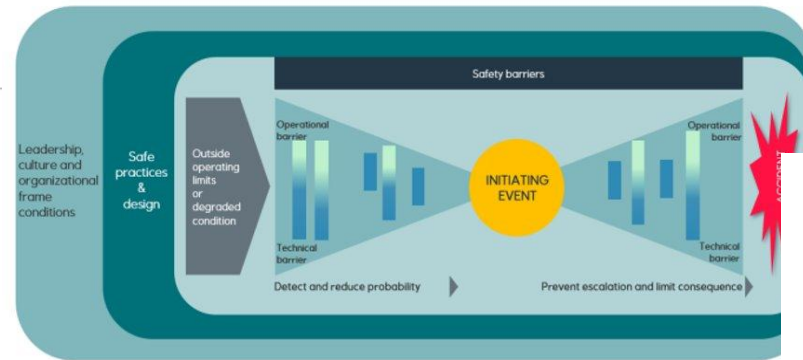 Safety barriers
Leadership,
culture and
organizational
frame
conditions
Safe
practices
&
design
Outside
operating
limits
or
degraded
condition
Operational
barrier
Technical
barrier
INITIATING
EVENT
Operational
barrier
Technical
barrier
ACCIDENT
Detect and reduce probability
Prevent escalation and limit consequence